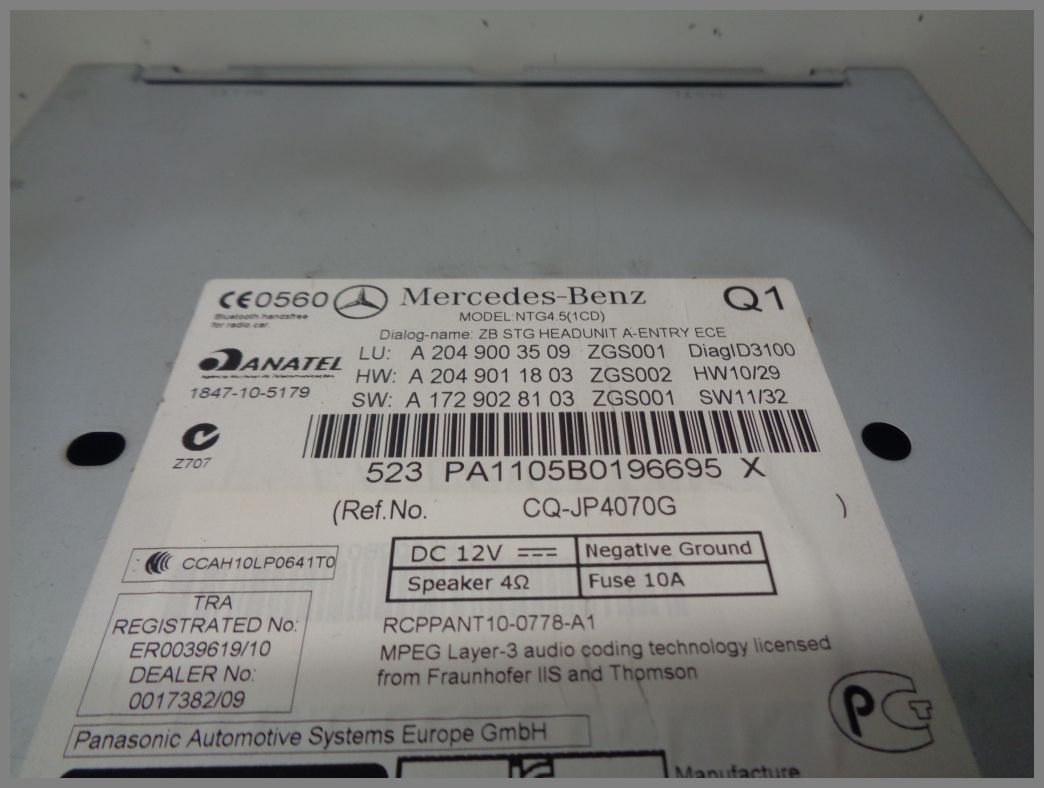 CE0560 Mercedes-Benz Q1
Bluetooth handsfree
for radio car.
MODEL:NTG4.5(1CD)
Dialog-name: ZB STG HEADUNIT A-ENTRY ECE
ANATEL
1847-10-5179
LU: A 204 900 35 09 ZGS001 DiagID3100
HW: A 204 901 18 03 ZGS002 HW10/29
SW: A 172 902 81 03 ZGS001 SW11/32
Z707
523 PA1105B0196695 X
(Ref.No. CQ-JP4070G )
CCAH10LP0641T0
DC 12V Negative Ground
Speaker 4Ω Fuse 10A
TRA
REGISTRATED No:
ER0039619/10
DEALER No:
0017382/09
RCPPANT10-0778-A1
MPEG Layer-3 audio coding technology licensed
from Fraunhofer IIS and Thomson
PCT
Panasonic Automotive Systems Europe GmbH
Manufacture